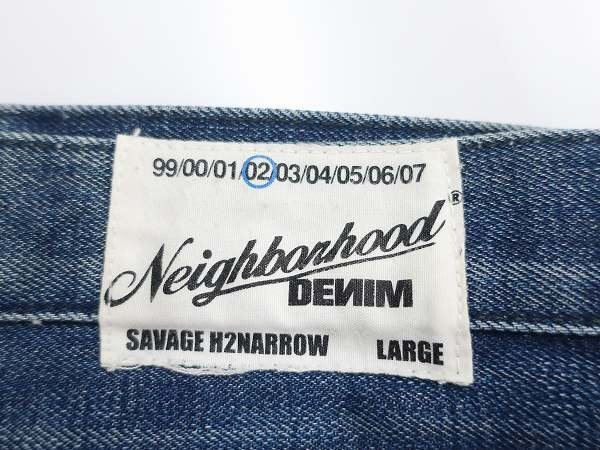 99/00/01/02/03/04/05/06/07
Neighborhood®
DENIM
SAVAGE H2NARROW LARGE